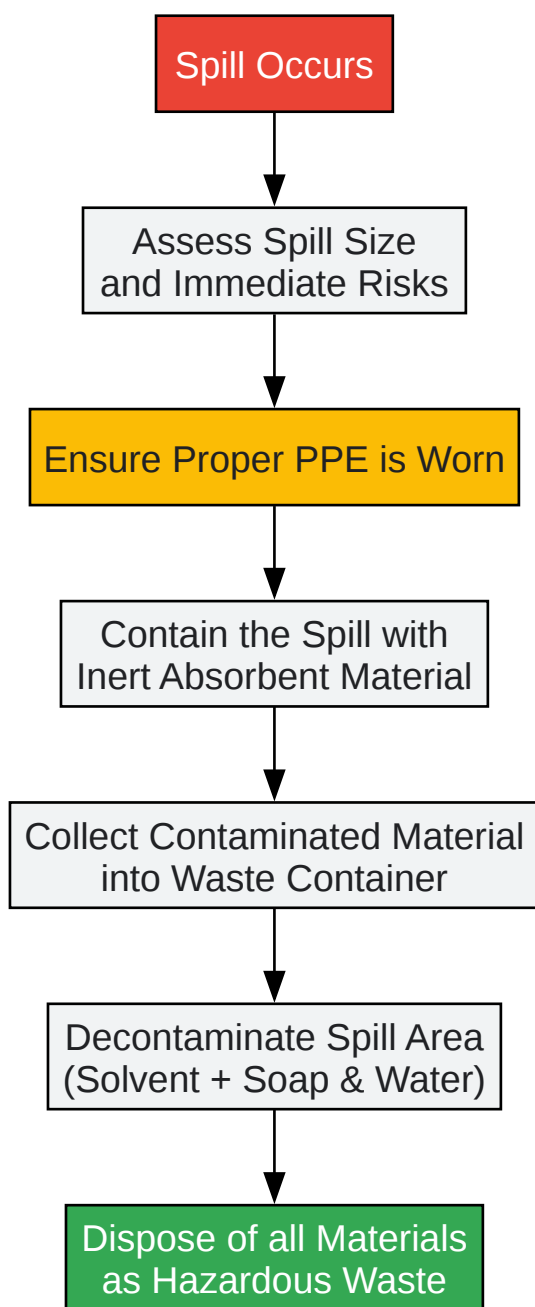 Spill Occurs
Assess Spill Size
and Immediate Risks
Ensure Proper PPE is Worn
Contain the Spill with
Inert Absorbent Material
Collect Contaminated Material
into Waste Container
Decontaminate Spill Area
(Solvent + Soap & Water)
Dispose of all Materials
as Hazardous Waste